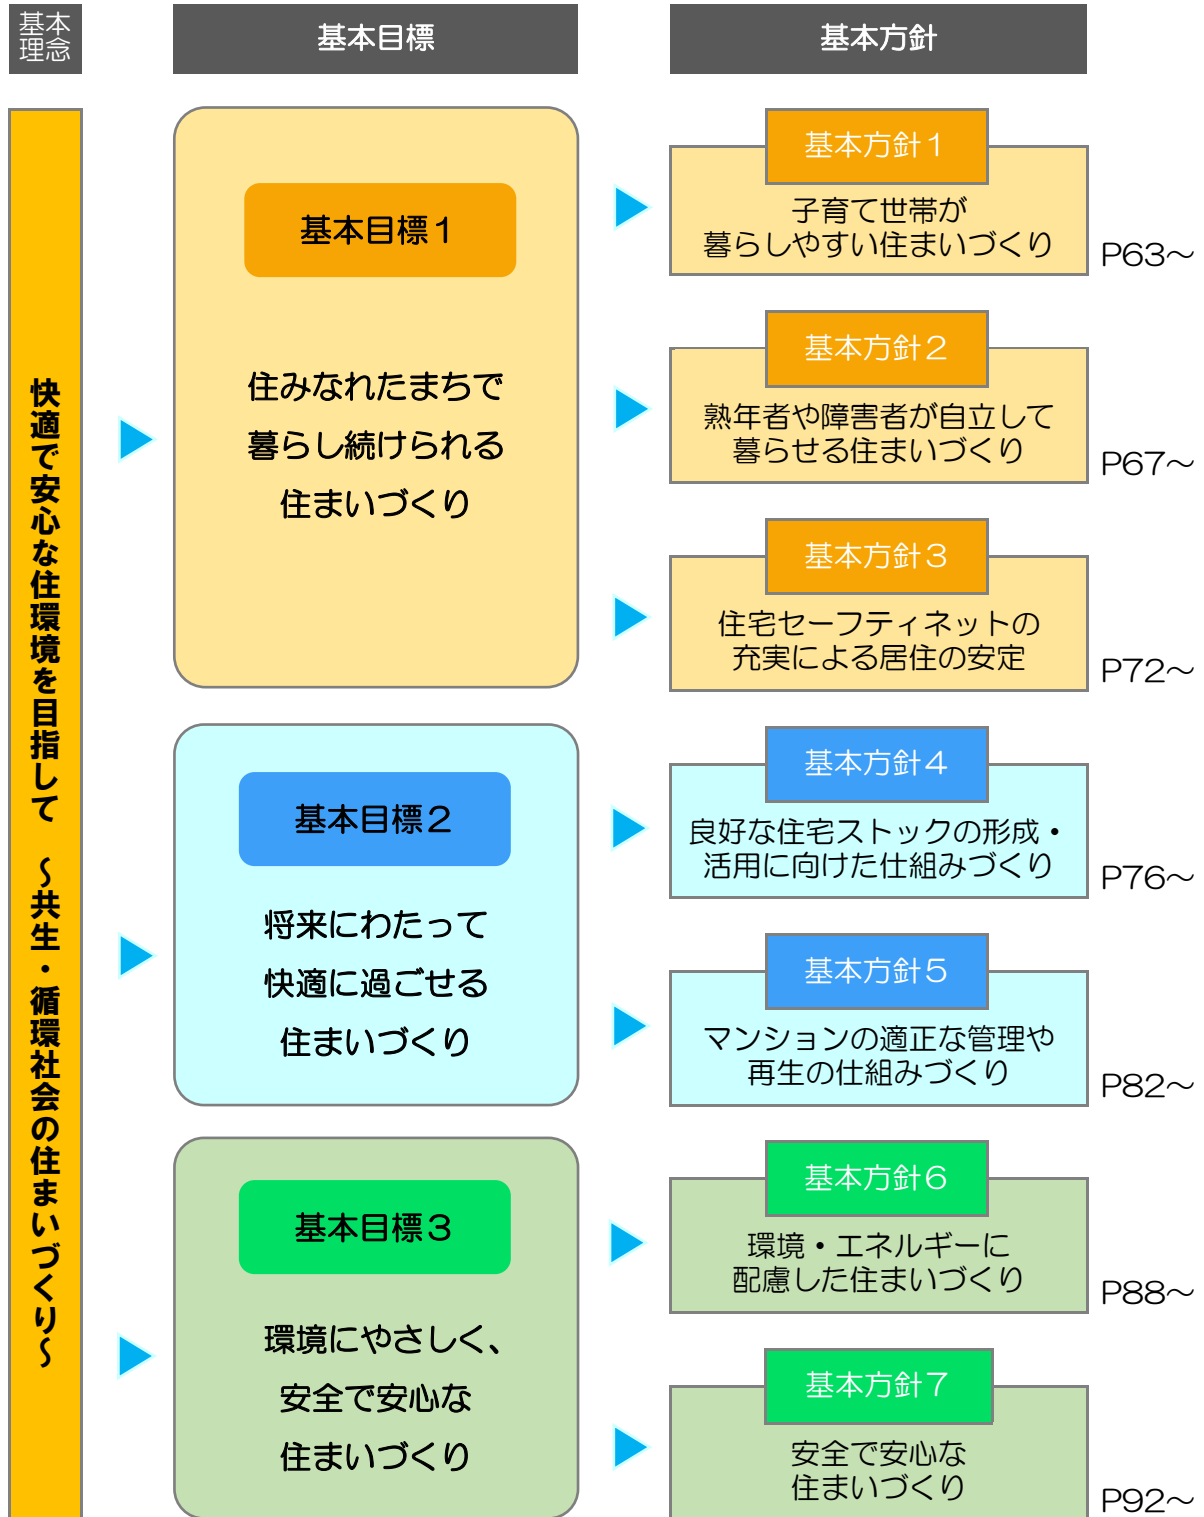 基本
理念
基本目標
基本方針
快適で安心な住環境を目指して　～共生・循環社会の住まいづくり～
基本目標１
住みなれたまちで
暮らし続けられる
住まいづくり
基本方針１
子育て世帯が
暮らしやすい住まいづくり
P63～
基本方針２
熟年者や障害者が自立して
暮らせる住まいづくり
P67～
基本方針３
住宅セーフティネットの
充実による居住の安定
P72～
基本目標２
将来にわたって
快適に過ごせる
住まいづくり
基本方針４
良好な住宅ストックの形成・
活用に向けた仕組みづくり
P76～
基本方針５
マンションの適正な管理や
再生の仕組みづくり
P82～
基本目標３
環境にやさしく、
安全で安心な
住まいづくり
基本方針６
環境・エネルギーに
配慮した住まいづくり
P88～
基本方針７
安全で安心な
住まいづくり
P92～